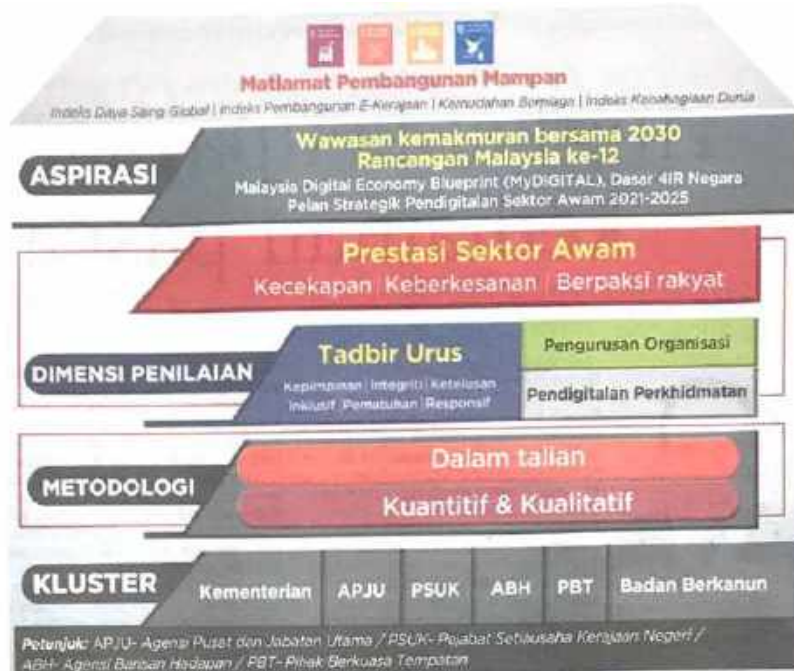 Matlamat Pembangunan Mampan
Indeks Daya Saing Global | Indeks Pembangunan E-Kerajaan | Kemudahan Berniaga | Indeks Kebahagiaan Dunia
ASPIRASI
Wawasan kemakmuran bersama 2030
Rancangan Malaysia ke-12
Malaysia Digital Economy Blueprint (MyDIGITAL), Dasar 4IR Negara
Pelan Strategik Pendigitalan Sektor Awam 2021-2025
Prestasi Sektor Awam
Kecekapan | Keberkesanan | Berpaksi rakyat
DIMENSI PENILAIAN
Tadbir Urus
Kepimpinan | Integriti | Ketelusan
Inklusif | Pematuhan | Responsif
Pengurusan Organisasi
Pendigitalan Perkhidmatan
METODOLOGI
Dalam talian
Kuantitif & Kualitatif
KLUSTER
Kementerian
APJU
PSUK
ABH
PBT
Badan Berkanun
Petunjuk: APJU- Agensi Pusat dan Jabatan Utama / PSUK- Pejabat Setiausaha Kerajaan Negeri /
ABH- Agensi Barisan Hadapan / PBT- Pihak Berkuasa Tempatan